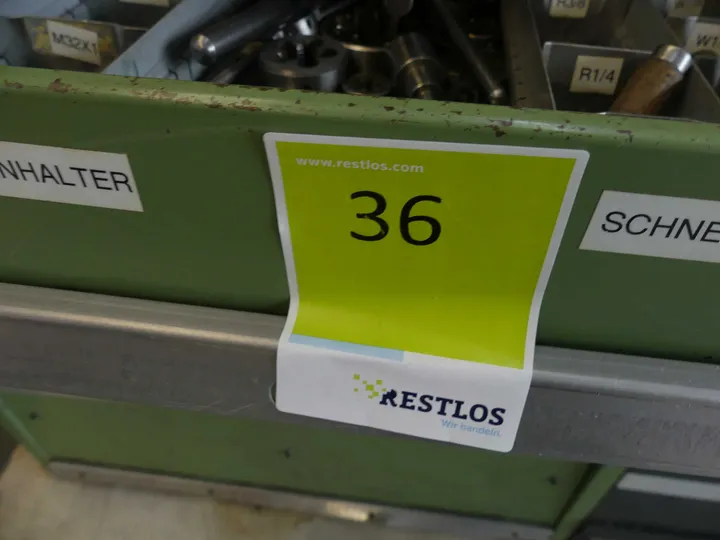 M32X1
R3/8
R1/4
W1
NHALTER
www.restlos.com
36
SCHNE
RESTLOS
Wir handeln.